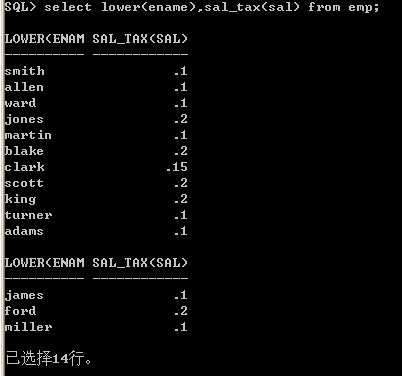 SQL> select lower(ename),sal_tax(sal) from emp;
LOWER(ENAM SAL_TAX(SAL)
---------- ------------
smith                .1
allen                .1
ward                 .1
jones                .2
martin               .1
blake                .2
clark               .15
scott                .2
king                 .2
turner               .1
adams                .1
LOWER(ENAM SAL_TAX(SAL)
---------- ------------
james                .1
ford                 .2
miller               .1
已选择14行。